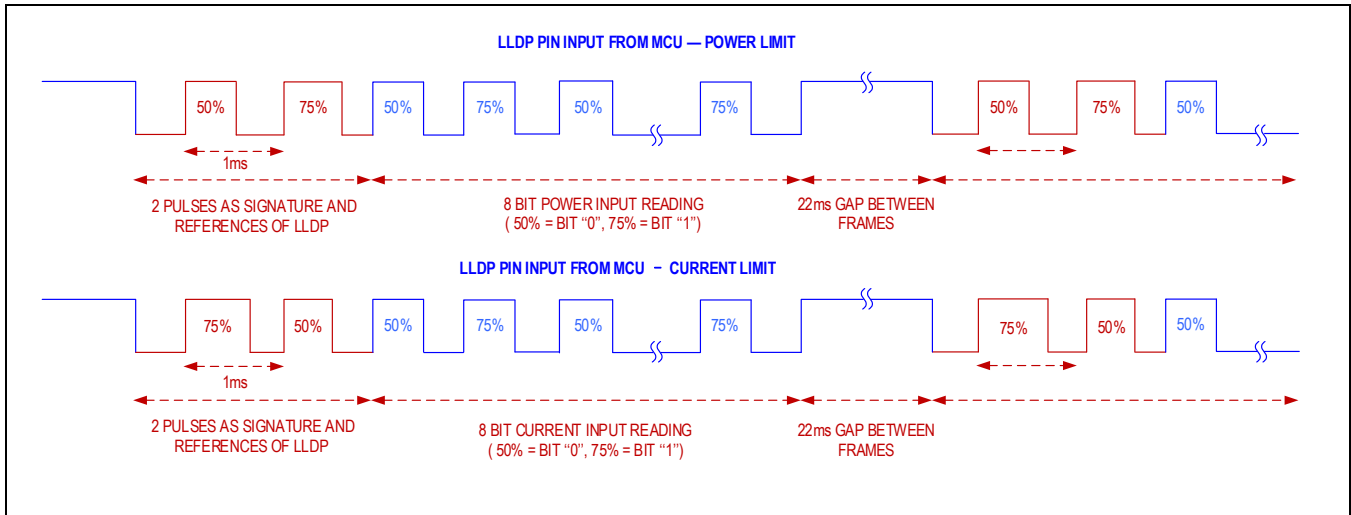 LLDP PIN INPUT FROM MCU — POWER LIMIT
50% 75% 50% 75% 50% 75% 50% 75% 50%
1ms
2 PULSES AS SIGNATURE AND
REFERENCES OF LLDP
8 BIT POWER INPUT READING
( 50% = BIT “0”, 75% = BIT “1”)
22ms GAP BETWEEN
FRAMES
LLDP PIN INPUT FROM MCU – CURRENT LIMIT
75% 50% 50% 75% 50% 75% 75% 50% 50%
1ms
2 PULSES AS SIGNATURE AND
REFERENCES OF LLDP
8 BIT CURRENT INPUT READING
( 50% = BIT “0”, 75% = BIT “1”)
22ms GAP BETWEEN
FRAMES